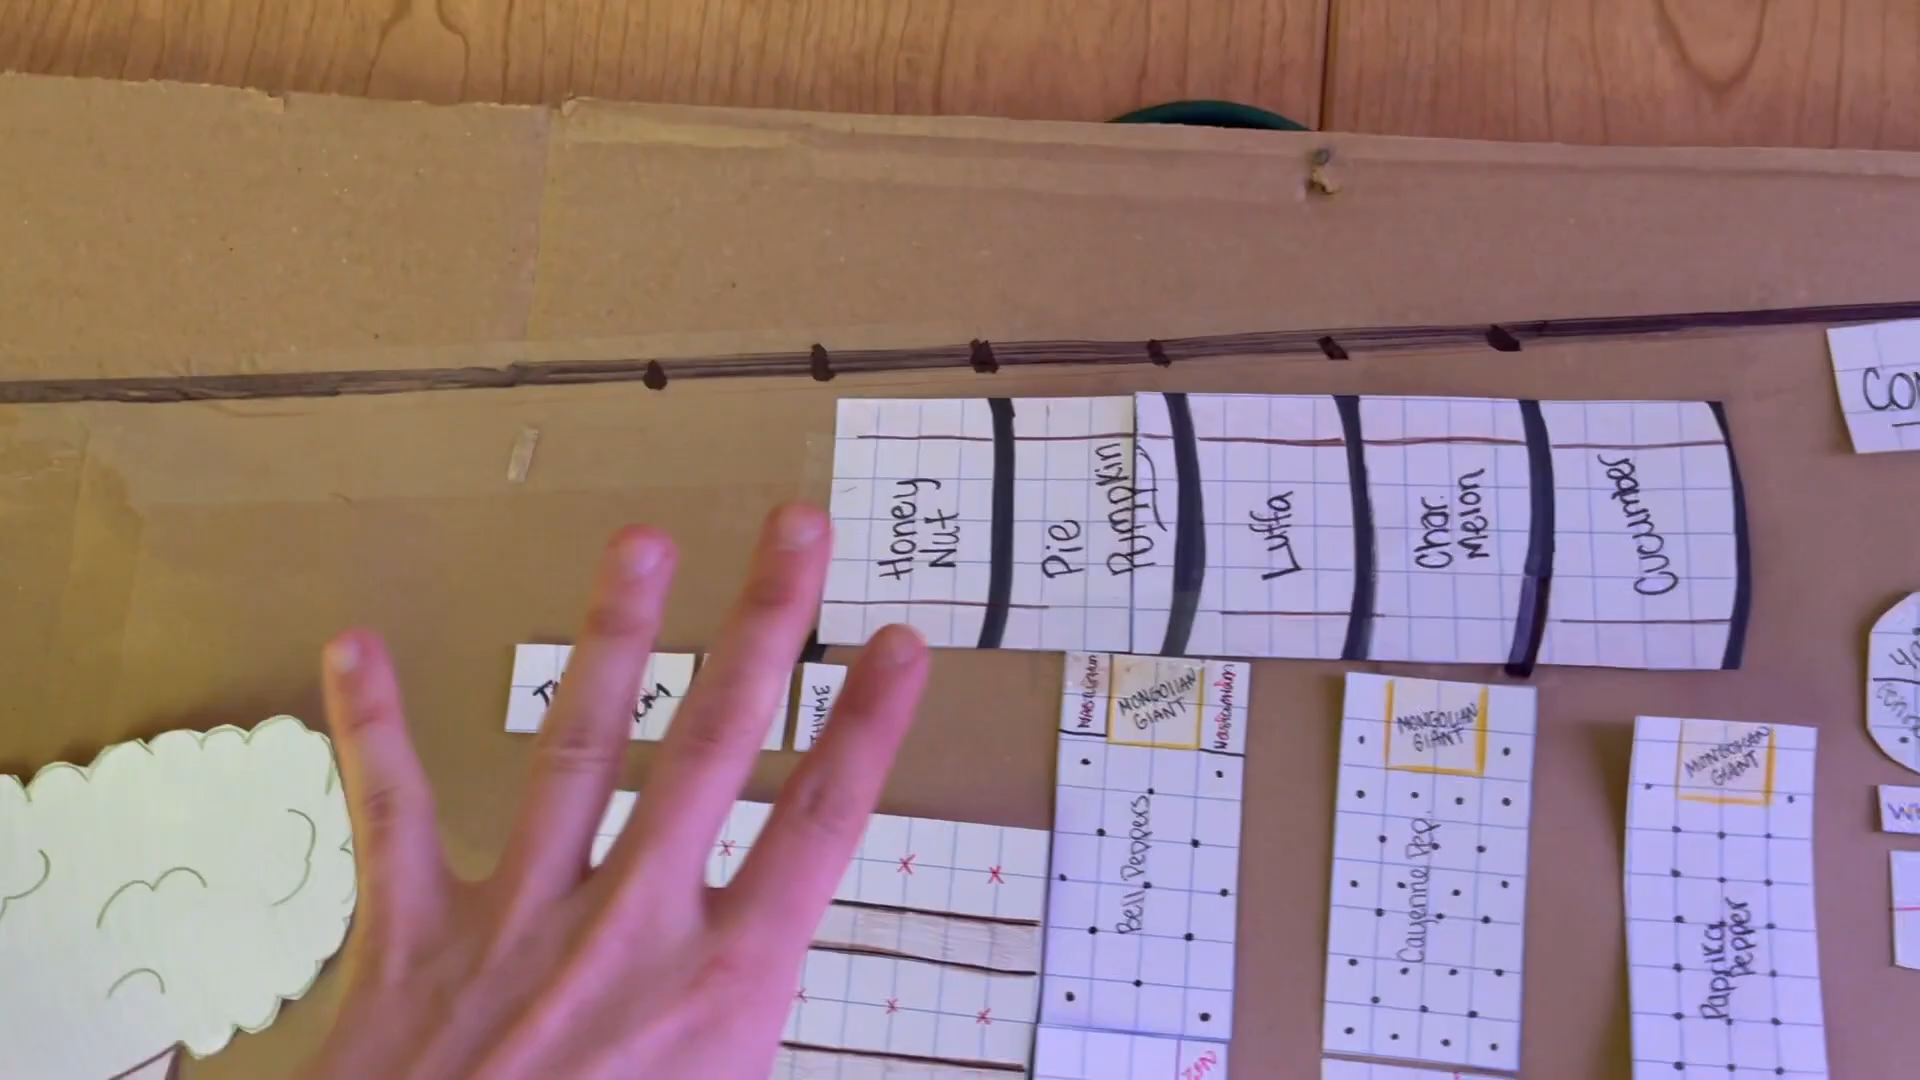 Honey
Nut
Pie
Pumpkin
Luffa
Char.
Melon
Cucumber
MONGOLIAN
GIANT
Nasturtium
Bell Peppers
MONGOLIAN
GIANT
Cayenne Pep.
MONGOLIAN
GIANT
Paprika
Pepper